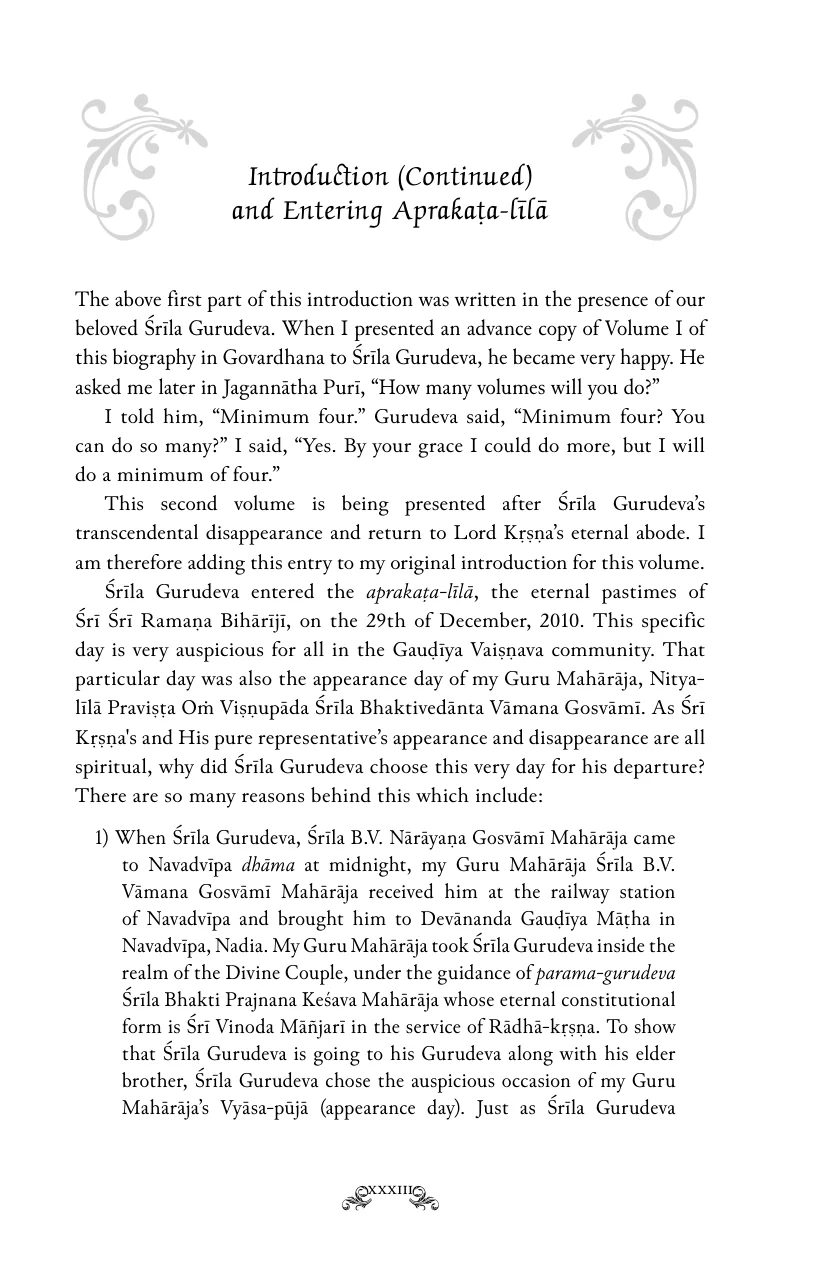 Introduction (Continued)
and Entering Aprakaṭa-līlā
The above first part of this introduction was written in the presence of our
beloved Śrīla Gurudeva. When I presented an advance copy of Volume I of
this biography in Govardhana to Śrīla Gurudeva, he became very happy. He
asked me later in Jagannātha Purī, “How many volumes will you do?”
I told him, “Minimum four.” Gurudeva said, “Minimum four? You
can do so many?” I said, “Yes. By your grace I could do more, but I will
do a minimum of four.”
This second volume is being presented after Śrīla Gurudeva’s
transcendental disappearance and return to Lord Kṛṣṇa’s eternal abode. I
am therefore adding this entry to my original introduction for this volume.
Śrīla Gurudeva entered the aprakaṭa-līlā, the eternal pastimes of
Śrī Śrī Ramaṇa Bihārījī, on the 29th of December, 2010. This specific
day is very auspicious for all in the Gauḍīya Vaiṣṇava community. That
particular day was also the appearance day of my Guru Mahārāja, Nitya-
līlā Praviṣṭa Oṁ Viṣṇupāda Śrīla Bhaktivedānta Vāmana Gosvāmī. As Śrī
Kṛṣṇa's and His pure representative’s appearance and disappearance are all
spiritual, why did Śrīla Gurudeva choose this very day for his departure?
There are so many reasons behind this which include:
1) When Śrīla Gurudeva, Śrīla B.V. Nārāyaṇa Gosvāmī Mahārāja came
to Navadvīpa dhāma at midnight, my Guru Mahārāja Śrīla B.V.
Vāmana Gosvāmī Mahārāja received him at the railway station
of Navadvīpa and brought him to Devānanda Gauḍīya Māṭha in
Navadvīpa, Nadia. My Guru Mahārāja took Śrīla Gurudeva inside the
realm of the Divine Couple, under the guidance of parama-gurudeva
Śrīla Bhakti Prajnana Keśava Mahārāja whose eternal constitutional
form is Śrī Vinoda Māñjarī in the service of Rādhā-kṛṣṇa. To show
that Śrīla Gurudeva is going to his Gurudeva along with his elder
brother, Śrīla Gurudeva chose the auspicious occasion of my Guru
Mahārāja’s Vyāsa-pūjā (appearance day). Just as Śrīla Gurudeva
XXXIII